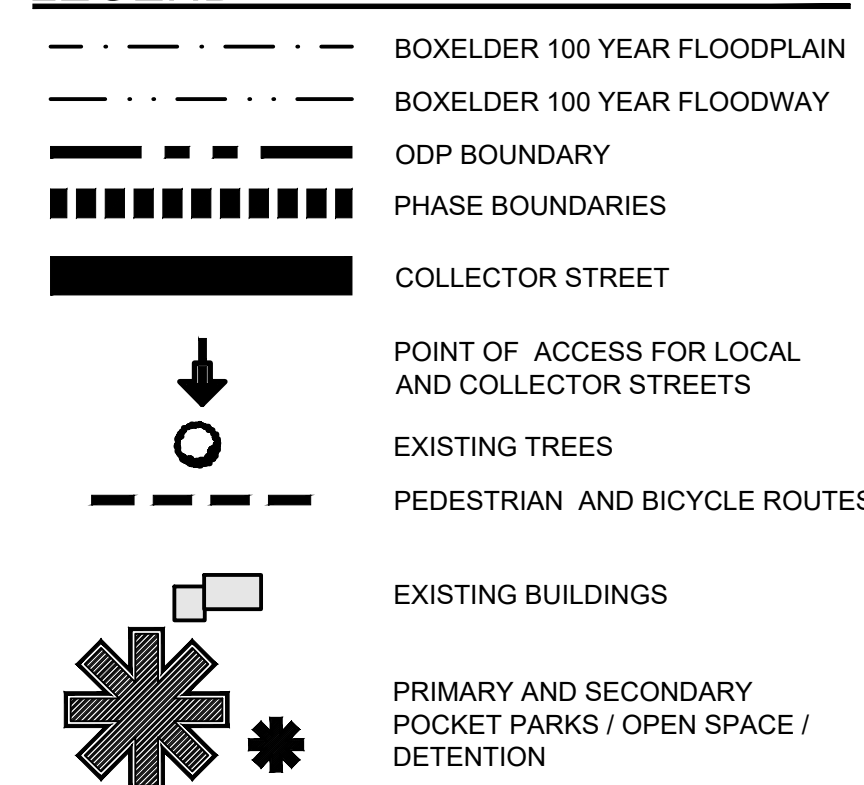 BOXELDER 100 YEAR FLOODPLAIN
BOXELDER 100 YEAR FLOODWAY
ODP BOUNDARY
PHASE BOUNDARIES
COLLECTOR STREET
POINT OF ACCESS FOR LOCAL
AND COLLECTOR STREETS
EXISTING TREES
PEDESTRIAN AND BICYCLE ROUTES
EXISTING BUILDINGS
PRIMARY AND SECONDARY
POCKET PARKS / OPEN SPACE /
DETENTION